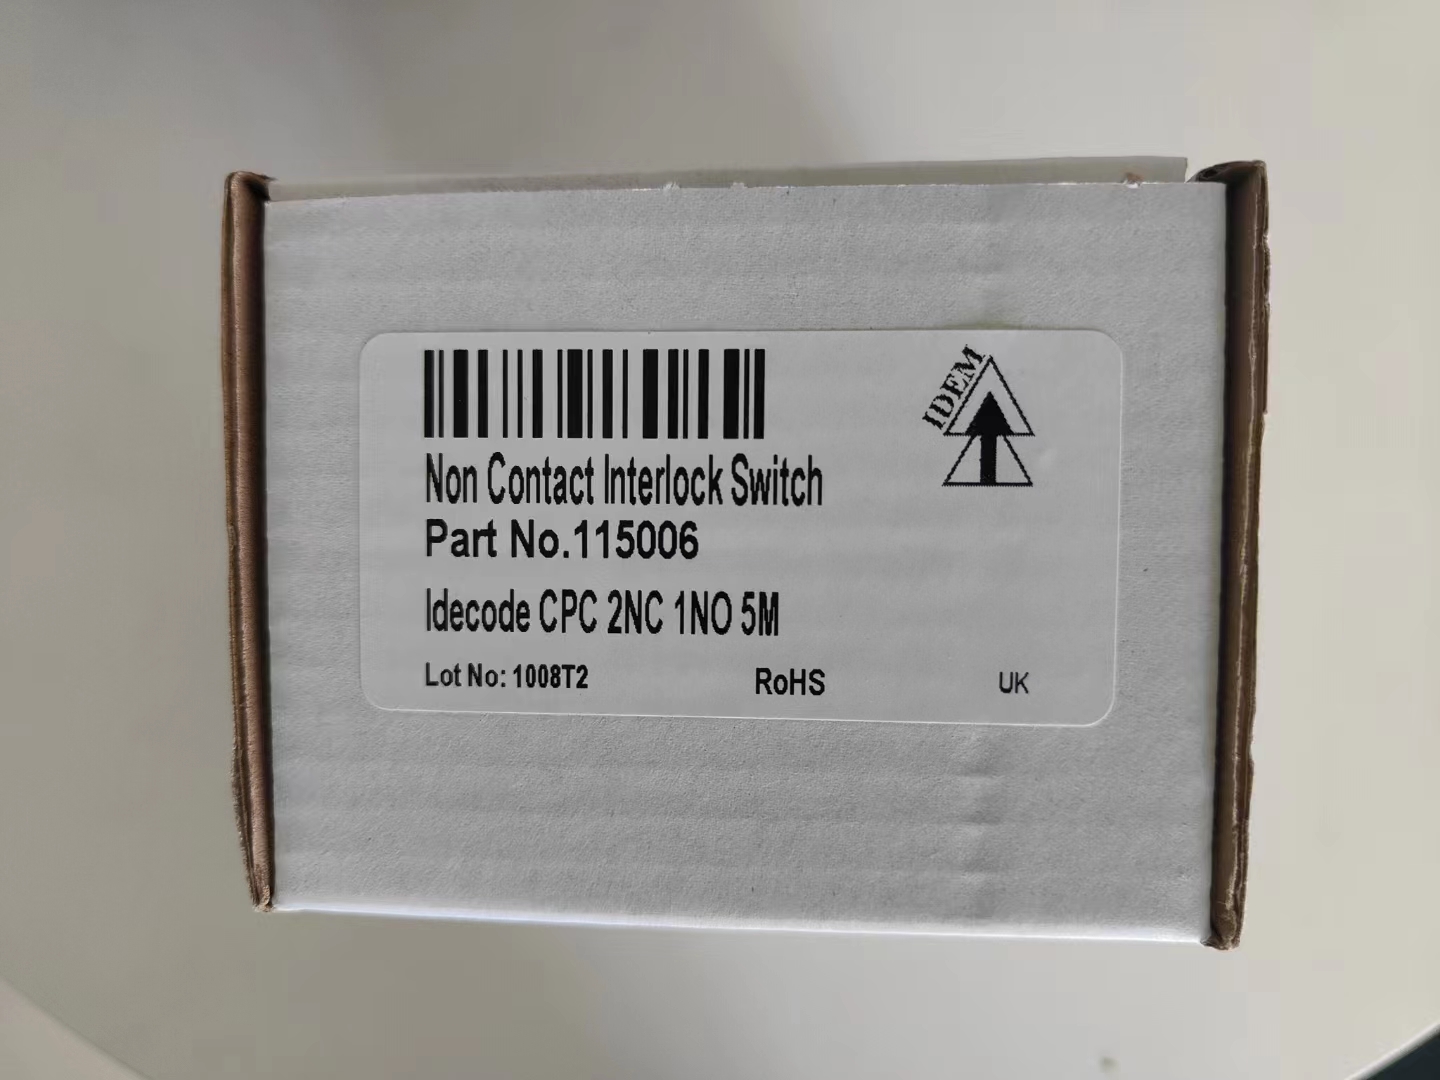 IDEM
Non Contact Interlock Switch
Part No.115006
Idecode CPC 2NC 1NO 5M
Lot No: 1008T2 RoHS UK